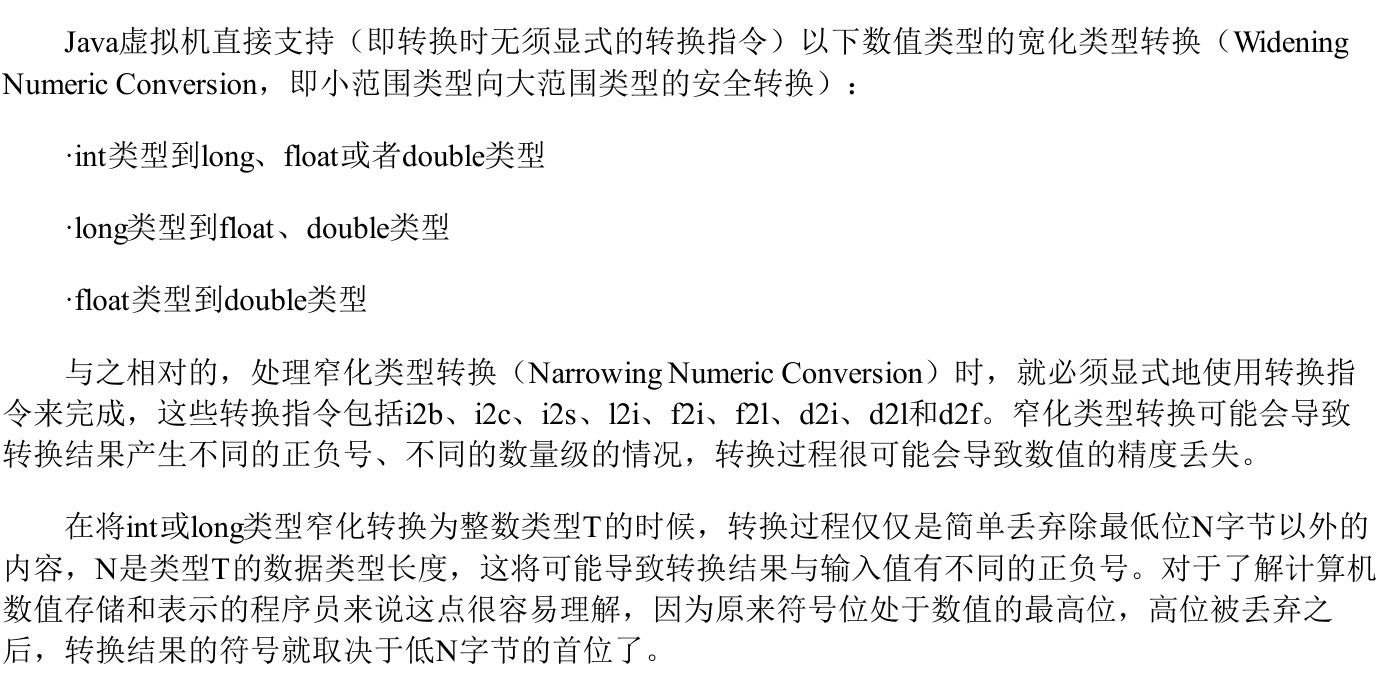 Java虚拟机直接支持（即转换时无须显式的转换指令）以下数值类型的宽化类型转换（Widening
Numeric Conversion，即小范围类型向大范围类型的安全转换）：
·int类型到long、float或者double类型
·long类型到float、double类型
·float类型到double类型
与之相对的，处理窄化类型转换（Narrowing Numeric Conversion）时，就必须显式地使用转换指
令来完成，这些转换指令包括i2b、i2c、i2s、l2i、f2i、f2l、d2i、d2l和d2f。窄化类型转换可能会导致
转换结果产生不同的正负号、不同的数量级的情况，转换过程很可能会导致数值的精度丢失。
在将int或long类型窄化转换为整数类型T的时候，转换过程仅仅是简单丢弃除最低位N字节以外的
内容，N是类型T的数据类型长度，这将可能导致转换结果与输入值有不同的正负号。对于了解计算机
数值存储和表示的程序员来说这点很容易理解，因为原来符号位处于数值的最高位，高位被丢弃之
后，转换结果的符号就取决于低N字节的首位了。